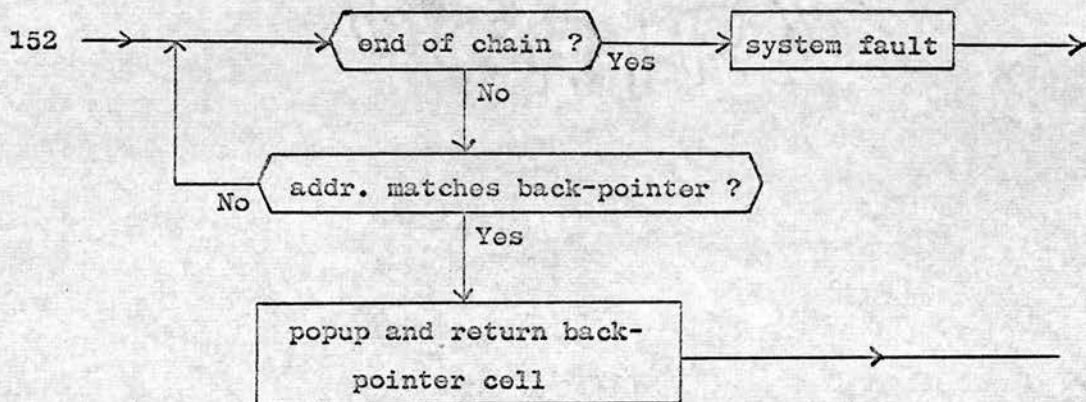 152
end of chain ?
Yes
system fault
No
addr. matches back-pointer ?
No
Yes
popup and return back-
pointer cell